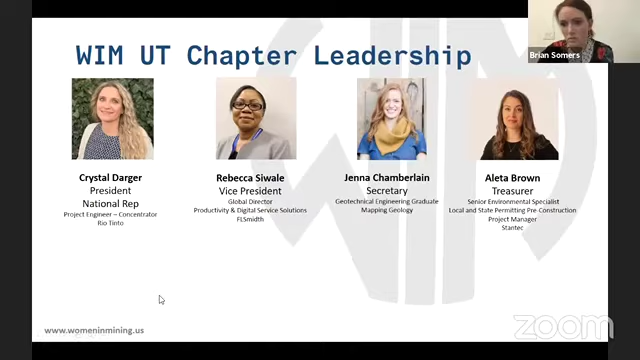 WIM UT Chapter Leadership
Brian Somers
Crystal Darger
President
National Rep
Project Engineer – Concentrator
Rio Tinto
Rebecca Siwale
Vice President
Global Director
Productivity & Digital Service Solutions
FLSmidth
Jenna Chamberlain
Secretary
Geotechnical Engineering Graduate
Mapping Geology
Aleta Brown
Treasurer
Senior Environmental Specialist
Local and State Permitting Pre-Construction
Project Manager
Stantec
www.womeninmining.us
zoom